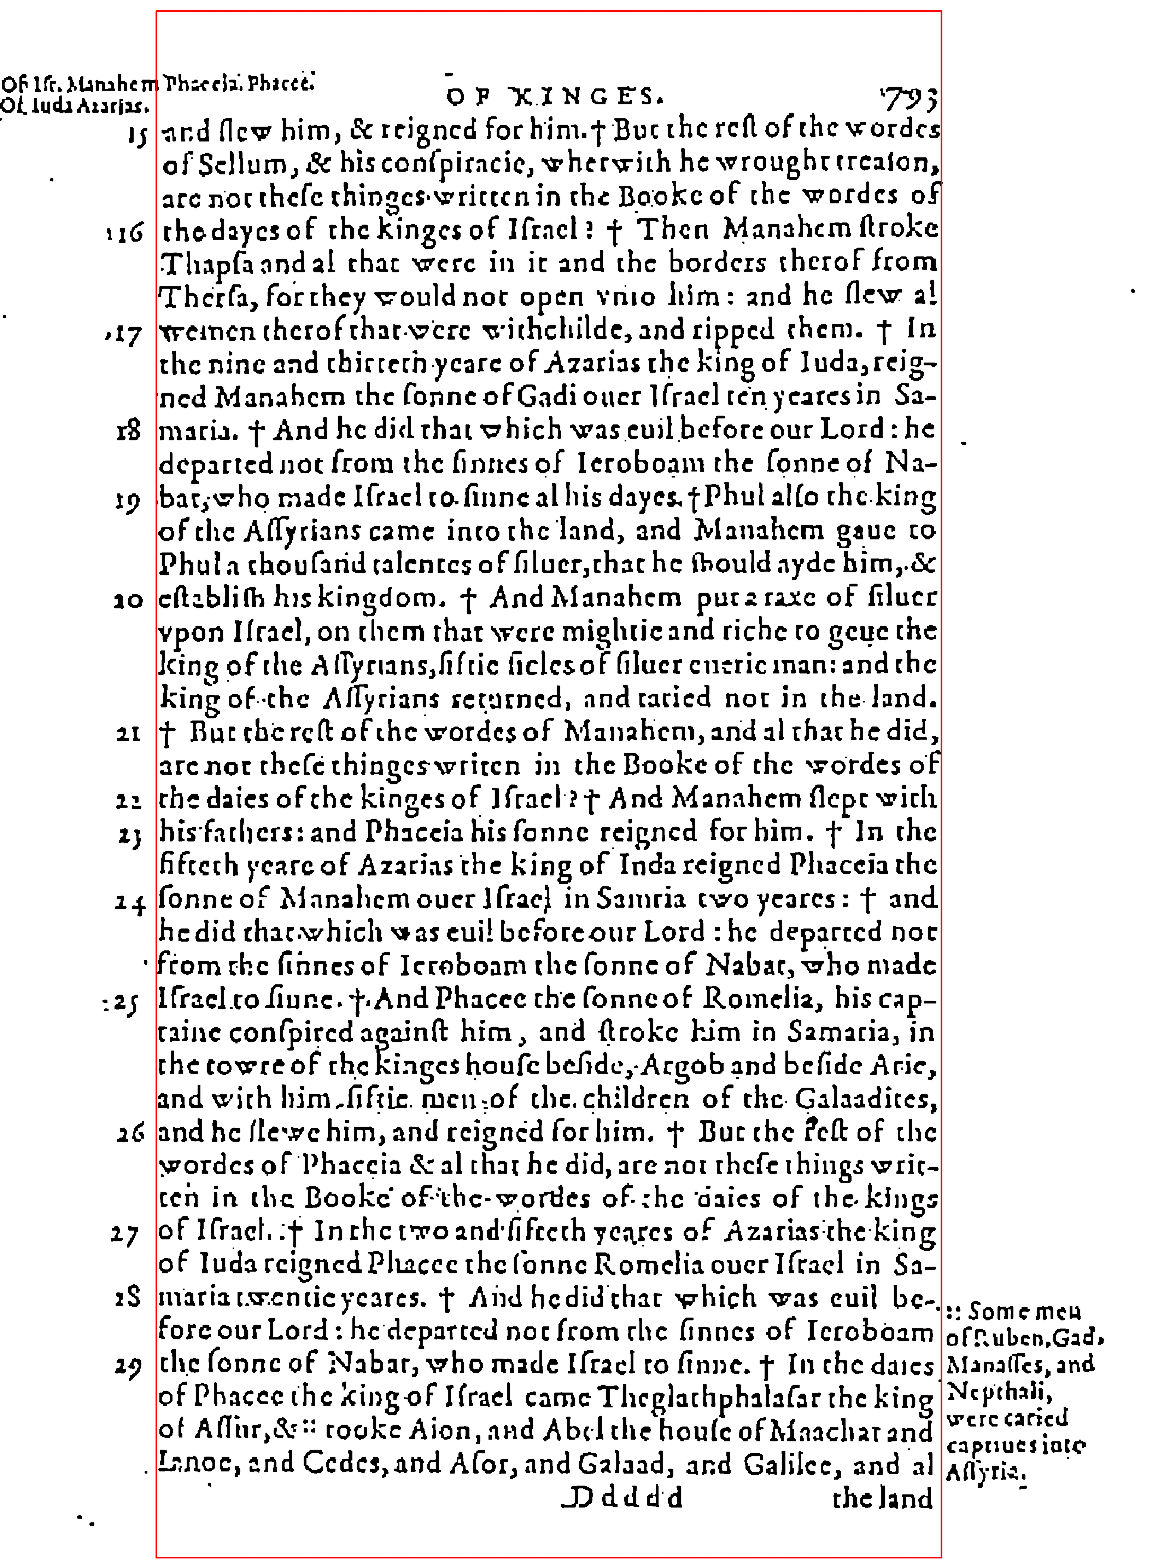 Of Isr. Manahem Phaceia. Phacee.
Of Iuda Azarias.
OF KINGES. 793
15 and ſlew him, & reigned for him. † But the reſt of the wordes
of Sellum, & his conſpiracie, wherwith he wrought treaſon,
are not theſe thinges written in the Booke of the wordes of
16 the dayes of the kinges of Iſrael? † Then Manahem ſtroke
Thapſa and al that were in it and the borders therof from
Therſa, for they would not open vnto him: and he ſlew al
17 wemen therof that were with childe, and ripped them. † In
the nine and thirteth yeare of Azarias the king of Iuda, reig-
ned Manahem the ſonne of Gadi ouer Iſrael ten yeares in Sa-
18 maria. † And he did that which was euil before our Lord: he
departed not from the ſinnes of Ieroboam the ſonne of Na-
19 bat, who made Iſrael to ſinne al his dayes. † Phul alſo the king
of the Aſſyrians came into the land, and Manahem gaue to
Phul a thouſand talentes of ſiluer, that he ſhould ayde him, &
20 eſtabliſh his kingdom. † And Manahem put a taxe of ſiluer
vpon Iſrael, on them that were mightie and riche to geue the
king of the Aſſyrians, fiftie ſicles of ſiluer euerie man: and the
king of the Aſſyrians returned, and taried not in the land.
21 † But the reſt of the wordes of Manahem, and al that he did,
are not theſe thinges writen in the Booke of the wordes of
22 the daies of the kinges of Iſrael? † And Manahem ſlept with
23 his fathers: and Phaceia his ſonne reigned for him. † In the
fifteth yeare of Azarias the king of Inda reigned Phaceia the
24 ſonne of Manahem ouer Iſrael in Samria two yeares: † and
he did that which was euil before our Lord: he departed not
from the ſinnes of Ieroboam the ſonne of Nabat, who made
25 Iſrael to ſinne. † And Phacee the ſonne of Romelia, his cap-
taine conſpired againſt him, and ſtroke him in Samaria, in
the towre of the kinges houſe beſide, Argob and beſide Arie,
and with him fiftie men of the children of the Galaadites,
26 and he ſlewe him, and reigned for him. † But the reſt of the
wordes of Phaceia & al that he did, are not theſe things writ-
ten in the Booke of the wordes of the daies of the kings
27 of Iſrael. † In the two and fifteth yeares of Azarias the king
of Iuda reigned Phacee the ſonne Romelia ouer Iſrael in Sa-
28 maria twentie yeares. † And he did that which was euil be-
fore our Lord: he departed not from the ſinnes of Ieroboam
29 the ſonne of Nabat, who made Iſrael to ſinne. † In the daies
of Phacee the king of Iſrael came Theglathphalaſar the king
of Aſſur, & :: tooke Aion, and Abel the houſe of Maacha and
Ianoe, and Cedes, and Aſor, and Galaad, and Galilee, and al
Ddddd the land
:: Some men
of Ruben, Gad,
Manaſſes, and
Nepthali,
were caried
captiues into
Aſſyria.